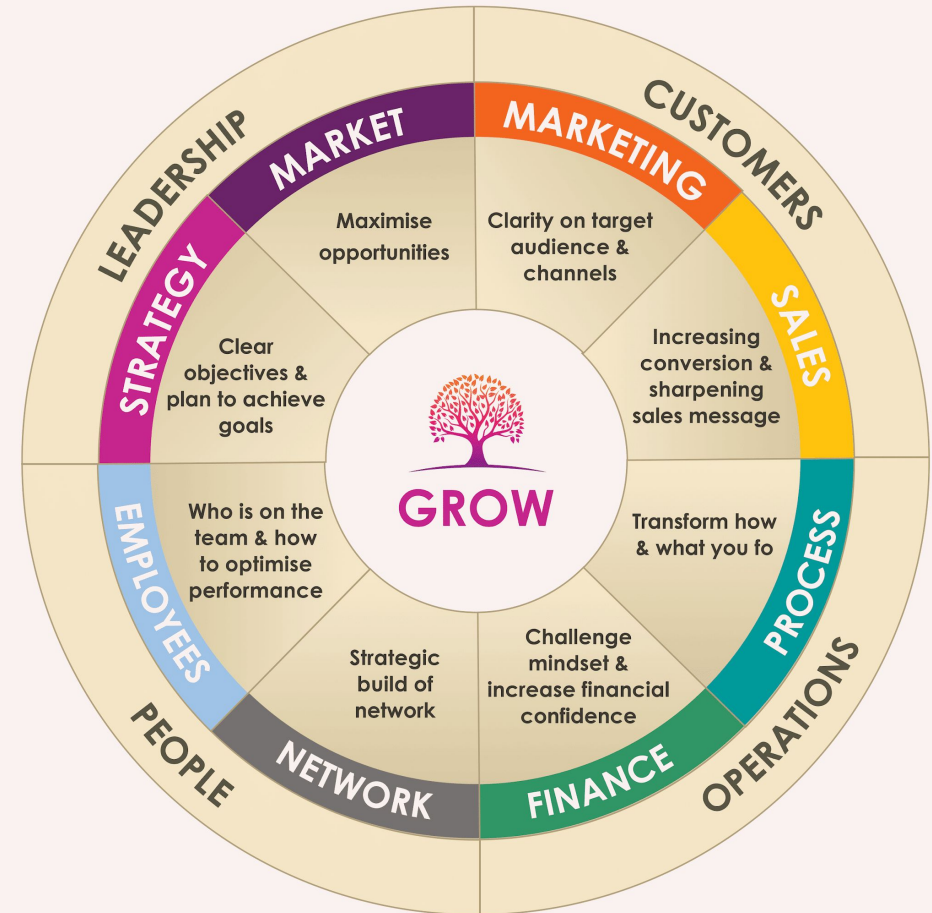 LEADERSHIP
CUSTOMERS
MARKET
MARKETING
Maximise
opportunities
Clarity on target
audience &
channels
STRATEGY
SALES
Clear
objectives &
plan to achieve
goals
Increasing
conversion &
sharpening
sales message
GROW
EMPLOYEES
Who is on the
team & how
to optimise
performance
Transform how
& what you fo
PROCESS
Strategic
build of
network
Challenge
mindset &
increase financial
confidence
NETWORK
FINANCE
PEOPLE
OPERATIONS